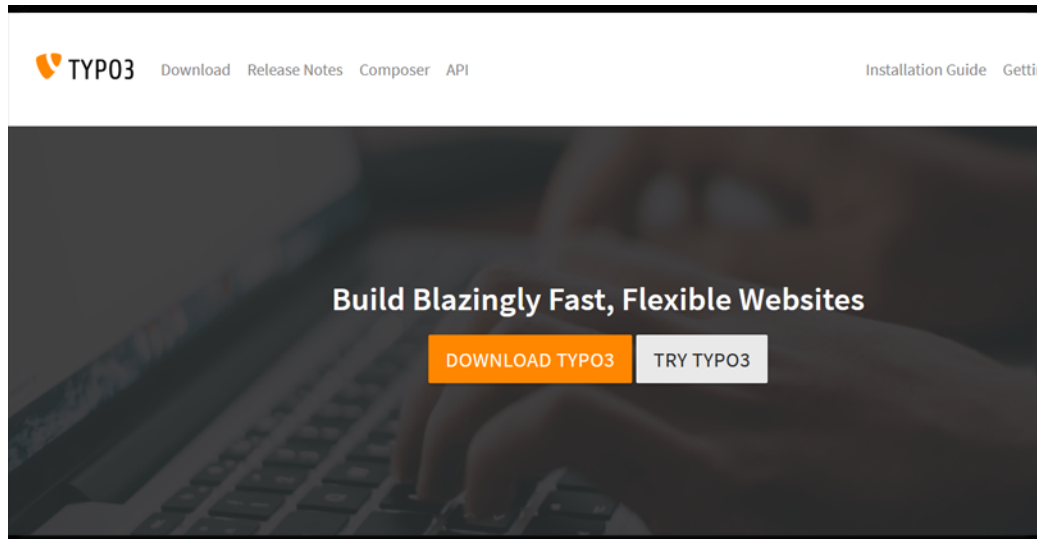 TYPO3 Download Release Notes Composer API Installation Guide
Build Blazingly Fast, Flexible Websites
DOWNLOAD TYPO3 TRY TYPO3